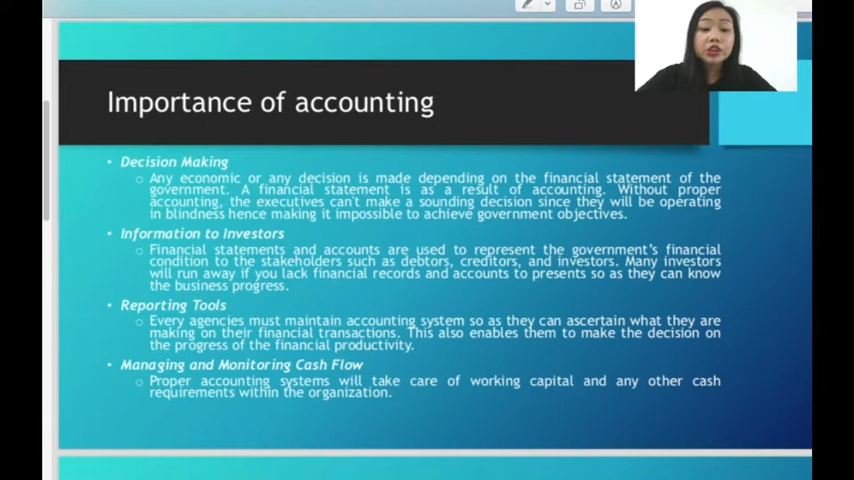 Importance of accounting
• Decision Making
○ Any economic or any decision is made depending on the financial statement of the
government. A financial statement is as a result of accounting. Without proper
accounting, the executives can't make a sounding decision since they will be operating
in blindness hence making it impossible to achieve government objectives.
• Information to Investors
○ Financial statements and accounts are used to represent the government's financial
condition to the stakeholders such as debtors, creditors, and investors. Many investors
will run away if you lack financial records and accounts to presents so as they can know
the business progress.
• Reporting Tools
○ Every agencies must maintain accounting system so as they can ascertain what they are
making on their financial transactions. This also enables them to make the decision on
the progress of the financial productivity.
• Managing and Monitoring Cash Flow
○ Proper accounting systems will take care of working capital and any other cash
requirements within the organization.